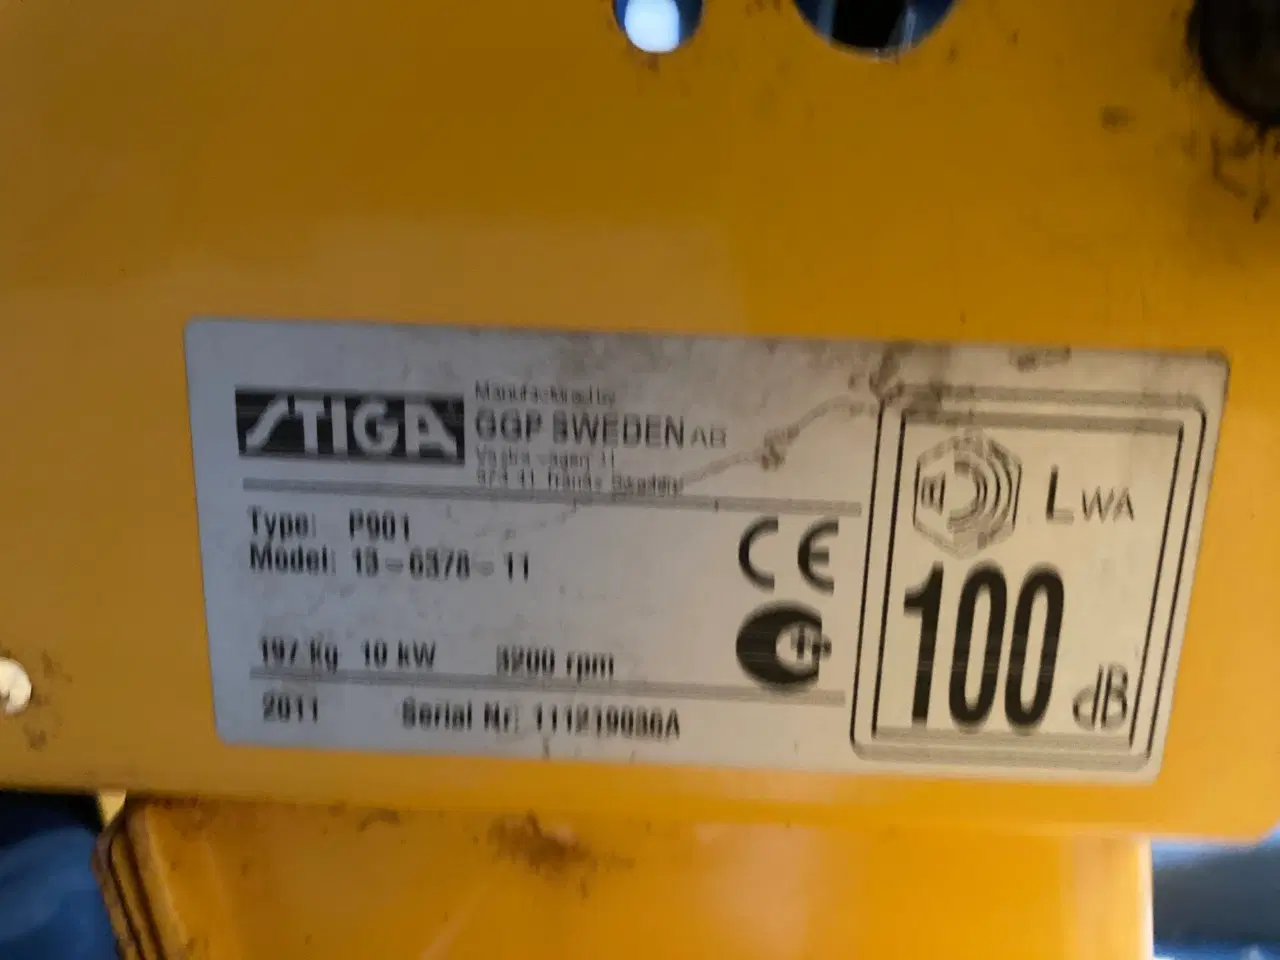 STIGA
Manufactured by
GGP SWEDEN AB
Type: P901
Model: 13-6378-11
CE
197 kg 10 kW 3200 rpm
2011 Serial Nr: 111219036A
LWA
100
dB